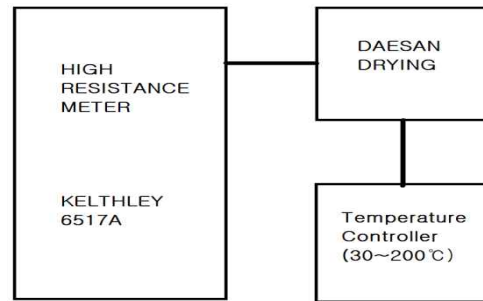 HIGH
RESISTANCE
METER
KELTHLEY
6517A
DAESAN
DRYING
Temperature
Controller
(30～200℃)